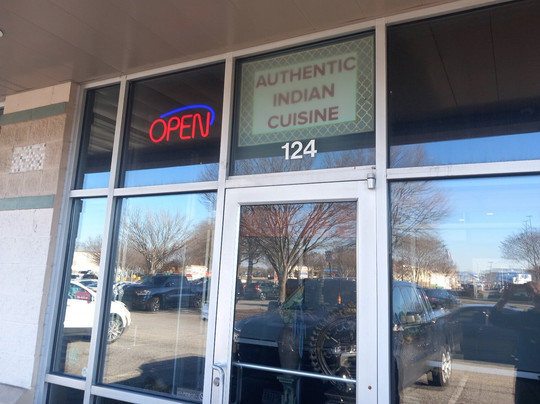 AUTHENTIC
INDIAN
CUISINE
OPEN
124